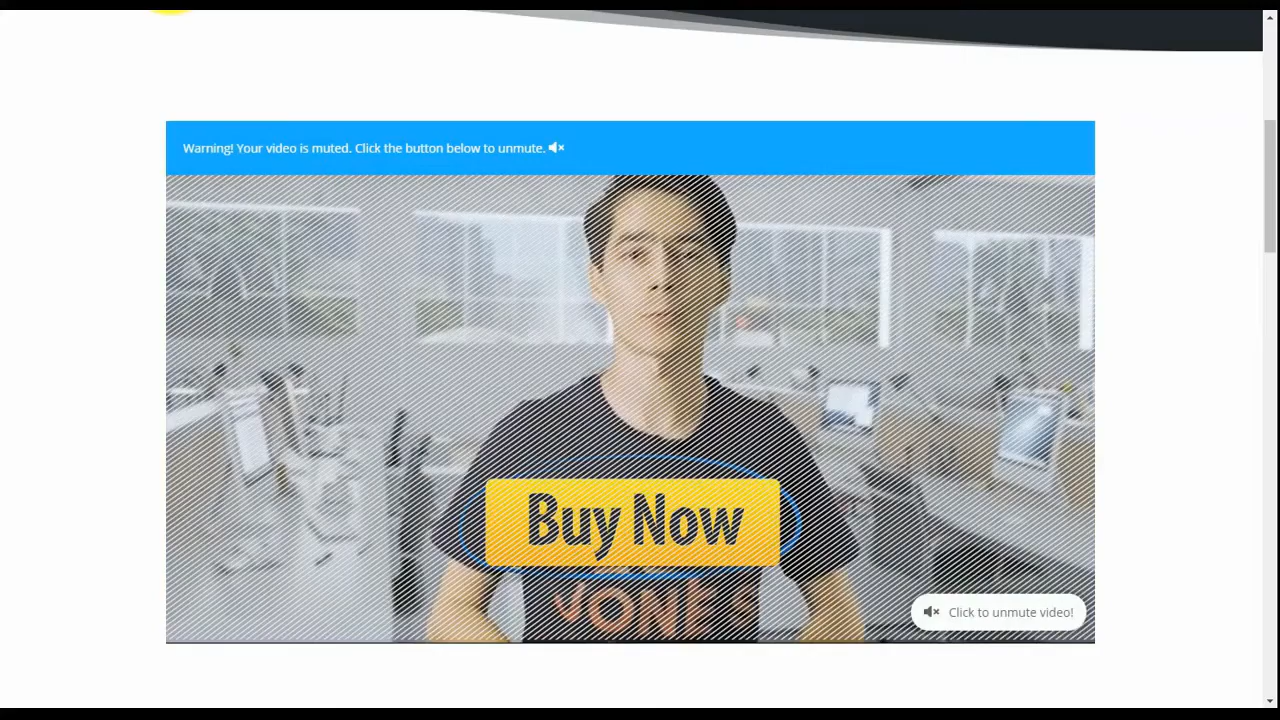 Warning! Your video is muted. Click the button below to unmute.
Buy Now
Click to unmute video!